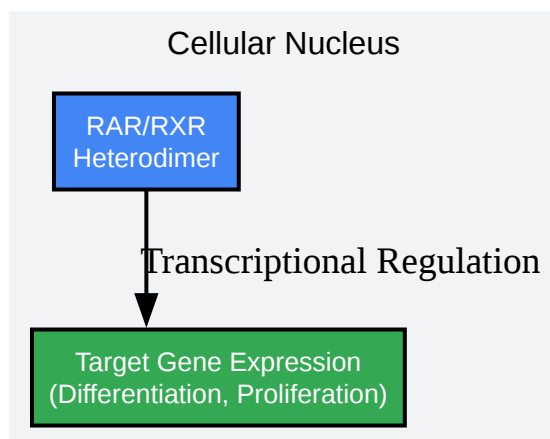 Cellular Nucleus
RAR/RXR
Heterodimer
Transcriptional Regulation
Target Gene Expression
(Differentiation, Proliferation)